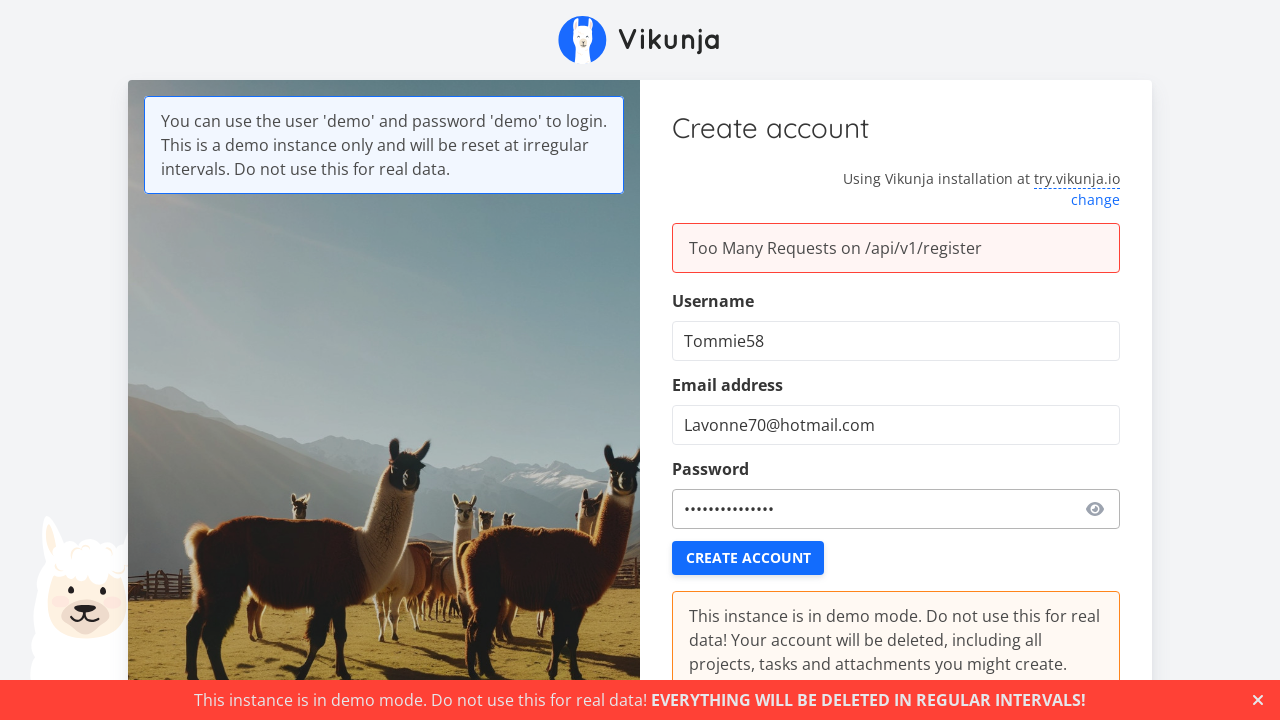 Vikunja
You can use the user 'demo' and password 'demo' to login.
This is a demo instance only and will be reset at irregular
intervals. Do not use this for real data.
Create account
Using Vikunja installation at try.vikunja.io
change
Too Many Requests on /api/v1/register
Username
Tommie58
Email address
Lavonne70@hotmail.com
Password
•••••••••••••••
CREATE ACCOUNT
This instance is in demo mode. Do not use this for real
data! Your account will be deleted, including all
projects, tasks and attachments you might create.
This instance is in demo mode. Do not use this for real data! EVERYTHING WILL BE DELETED IN REGULAR INTERVALS!